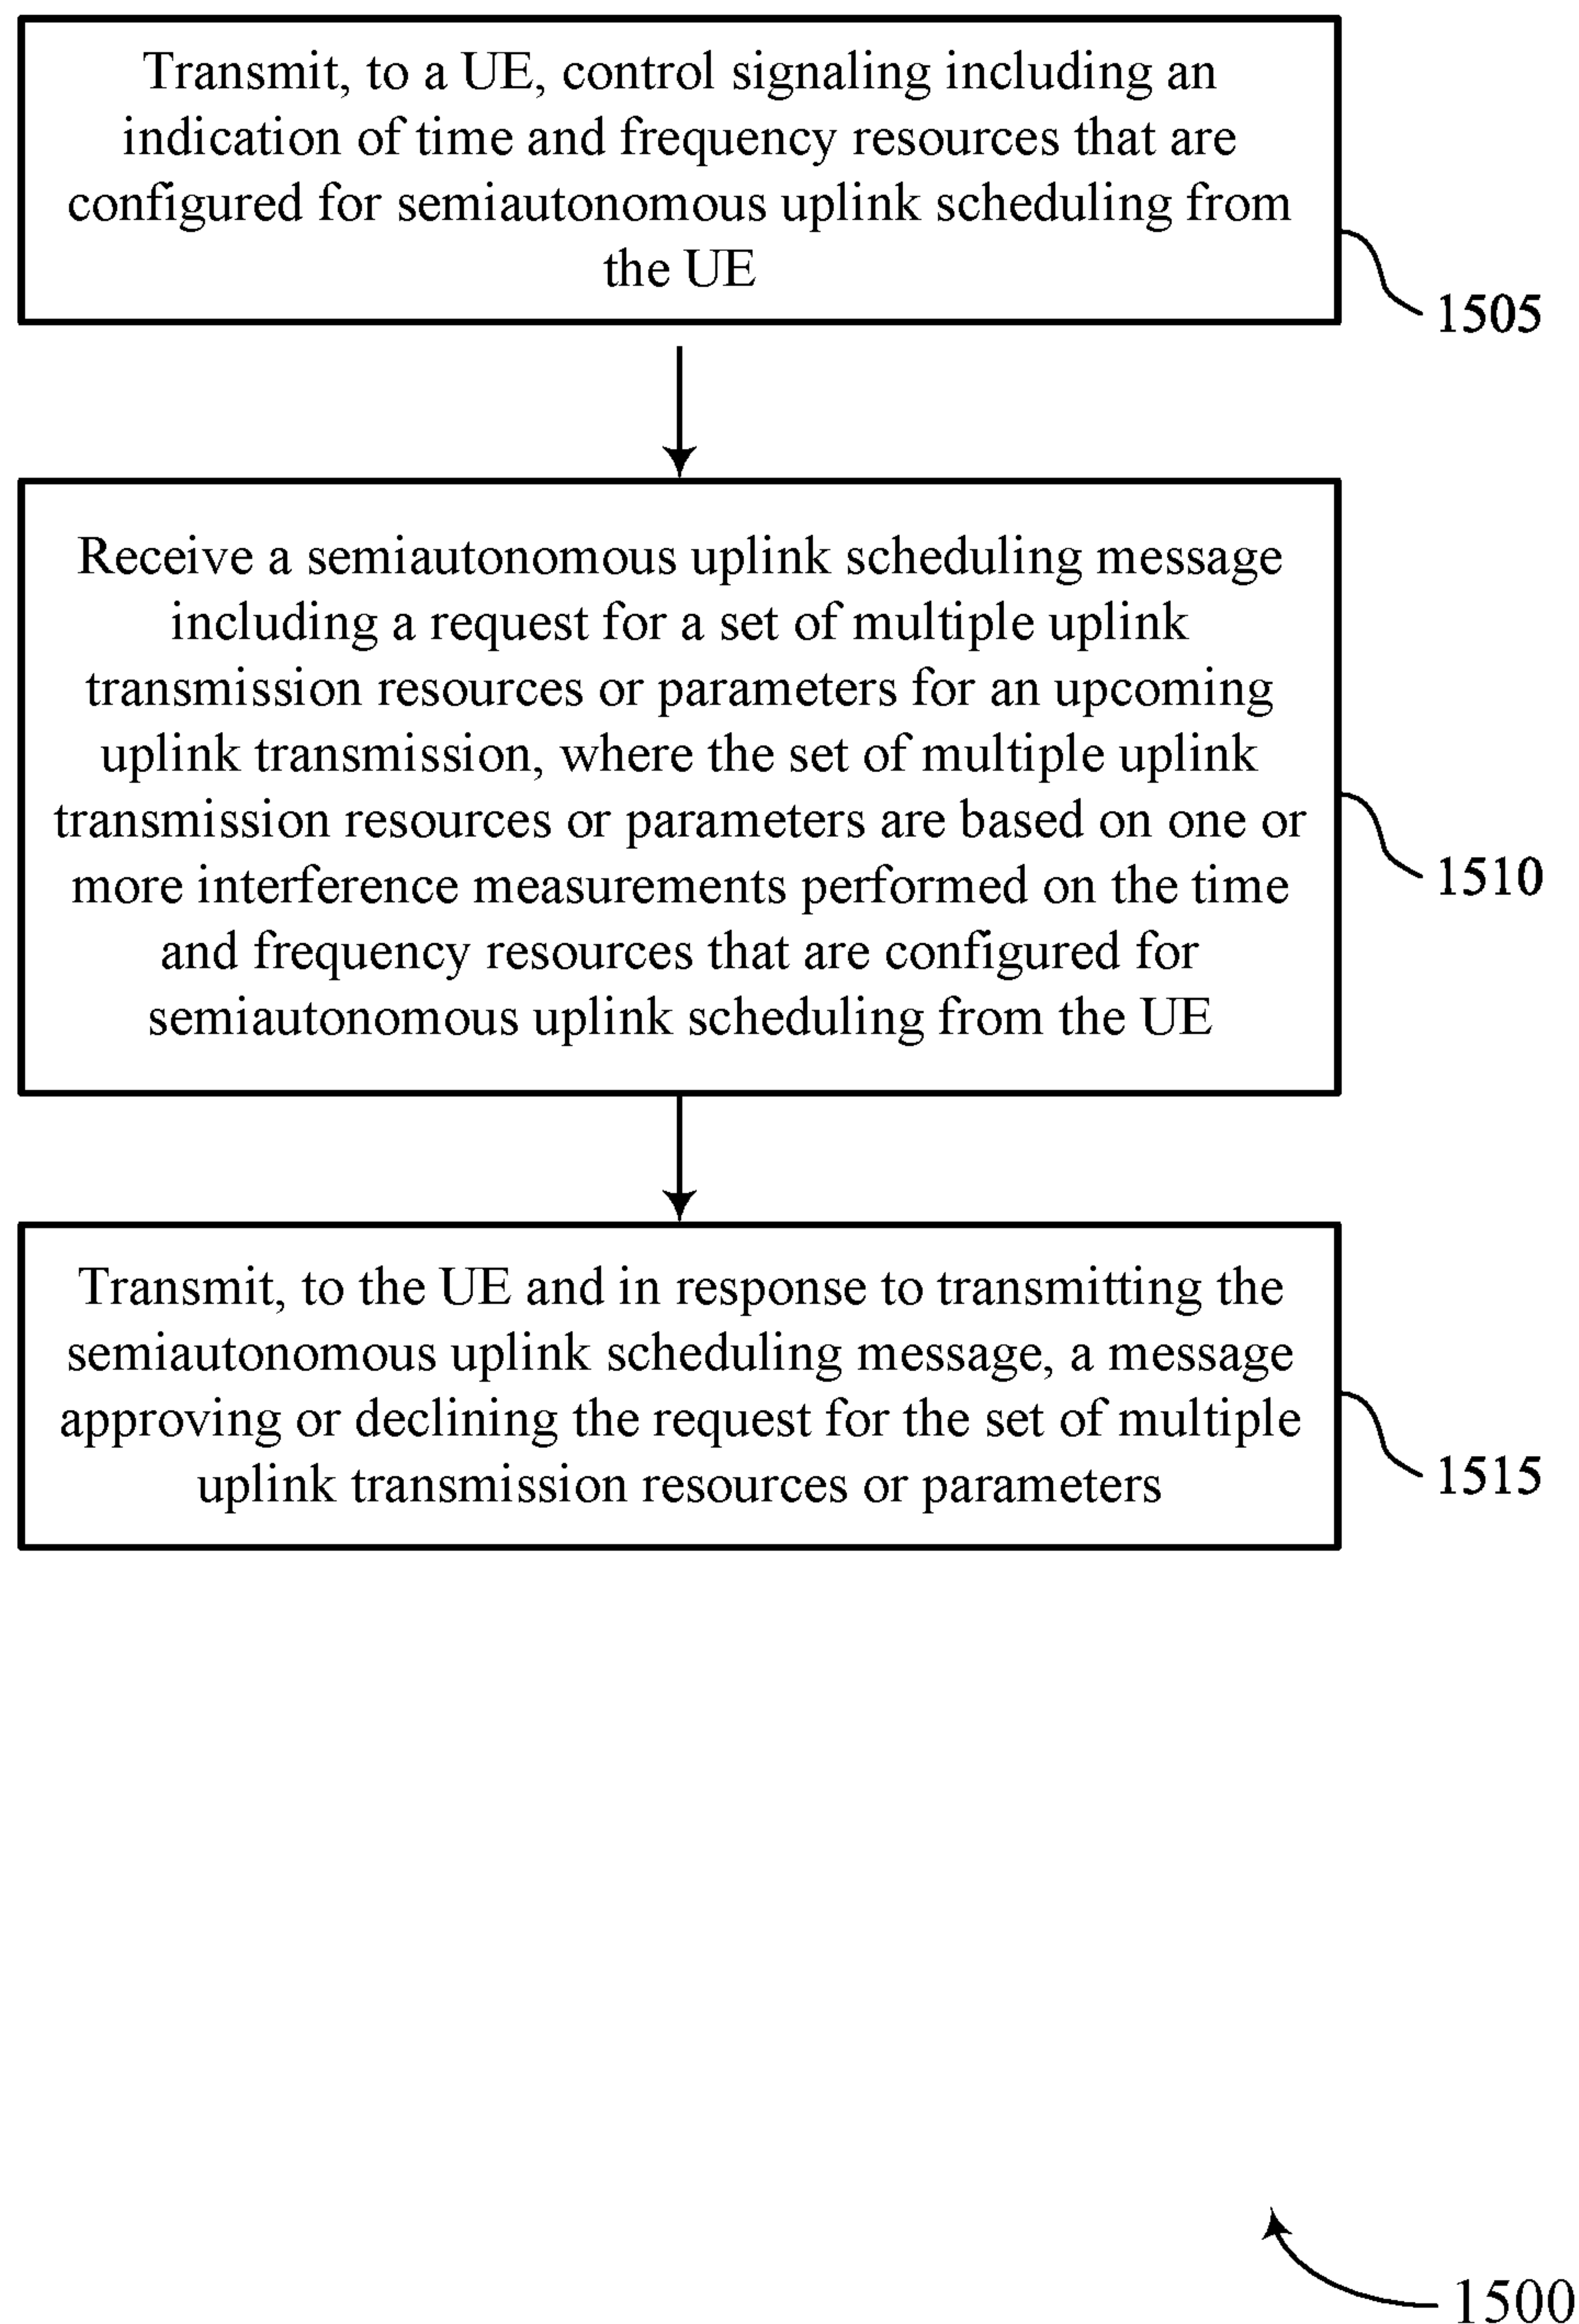 Transmit, to a UE, control signaling including an
indication of time and frequency resources that are
configured for semiautonomous uplink scheduling from
the UE
1505
Receive a semiautonomous uplink scheduling message
including a request for a set of multiple uplink
transmission resources or parameters for an upcoming
uplink transmission, where the set of multiple uplink
transmission resources or parameters are based on one or
more interference measurements performed on the time
and frequency resources that are configured for
semiautonomous uplink scheduling from the UE
1510
Transmit, to the UE and in response to transmitting the
semiautonomous uplink scheduling message, a message
approving or declining the request for the set of multiple
uplink transmission resources or parameters
1515
1500